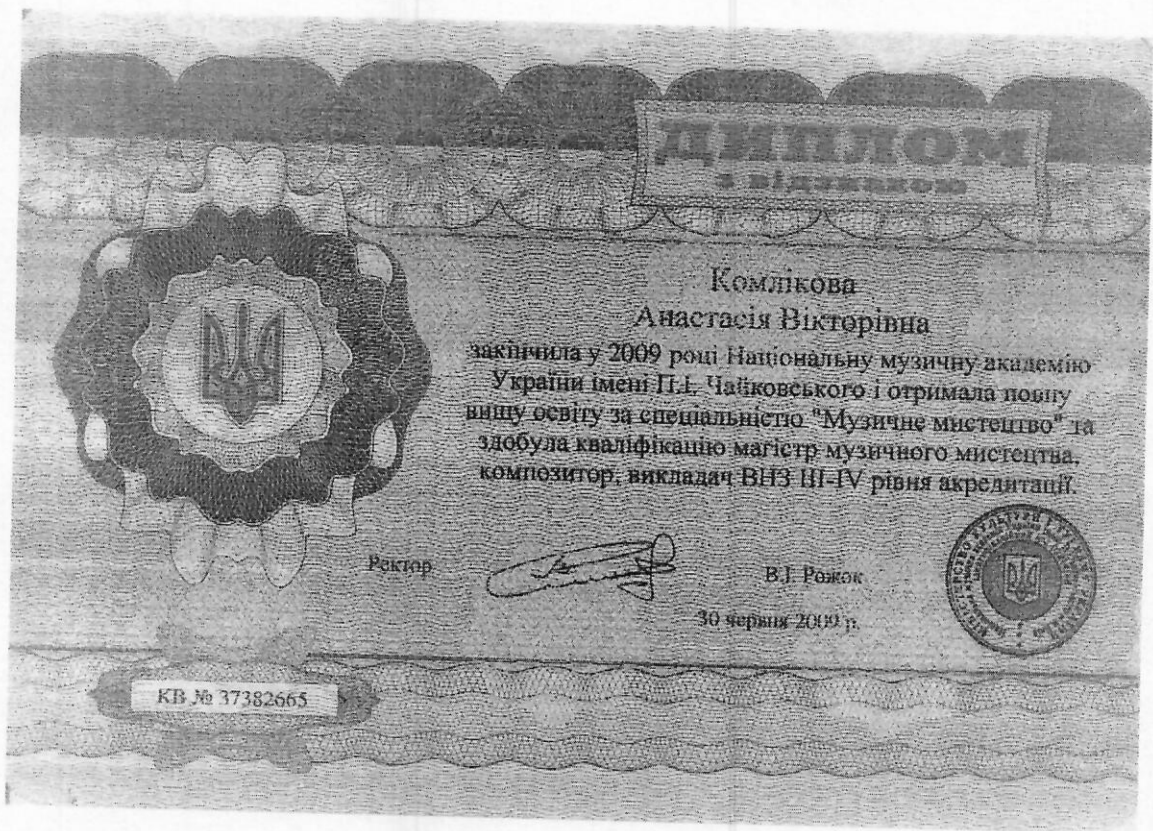 ДИПЛОМ
з відзнакою
Комлікова
Анастасія Вікторівна
закінчила у 2009 році Національну музичну академію
України імені П.І. Чайковського і отримала повну
вищу освіту за спеціальністю "Музичне мистецтво" та
здобула кваліфікацію магістр музичного мистецтва,
композитор, викладач ВНЗ III-IV рівня акредитації.
Ректор
В.І. Рожок
30 червня 2009 р.
КВ № 37382665